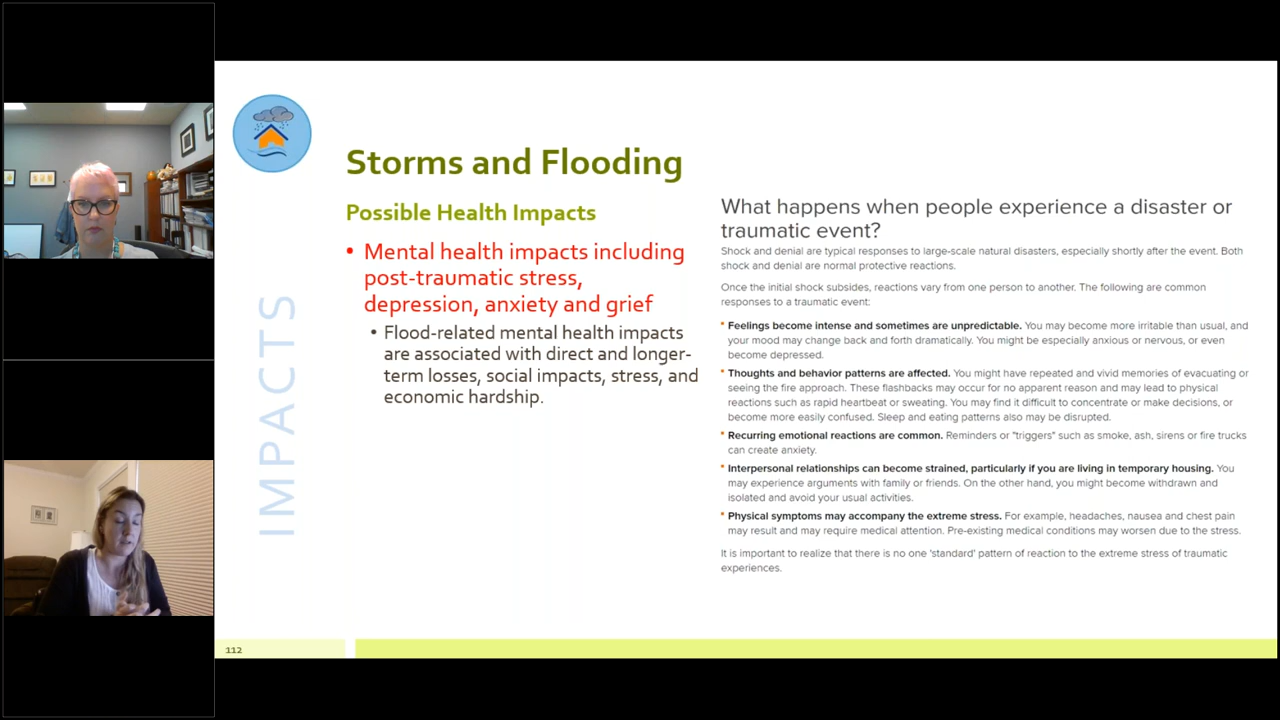 Storms and Flooding
Possible Health Impacts
• Mental health impacts including
post-traumatic stress,
depression, anxiety and grief
• Flood-related mental health impacts
are associated with direct and longer-
term losses, social impacts, stress, and
economic hardship.
IMPACTS
What happens when people experience a disaster or
traumatic event?
Shock and denial are typical responses to large-scale natural disasters, especially shortly after the event. Both
shock and denial are normal protective reactions.
Once the initial shock subsides, reactions vary from one person to another. The following are common
responses to a traumatic event:
• Feelings become intense and sometimes are unpredictable. You may become more irritable than usual, and
your mood may change back and forth dramatically. You might be especially anxious or nervous, or even
become depressed.
• Thoughts and behavior patterns are affected. You might have repeated and vivid memories of evacuating or
seeing the fire approach. These flashbacks may occur for no apparent reason and may lead to physical
reactions such as rapid heartbeat or sweating. You may find it difficult to concentrate or make decisions, or
become more easily confused. Sleep and eating patterns also may be disrupted.
• Recurring emotional reactions are common. Reminders or "triggers" such as smoke, ash, sirens or fire trucks
can create anxiety.
• Interpersonal relationships can become strained, particularly if you are living in temporary housing. You
may experience arguments with family or friends. On the other hand, you might become withdrawn and
isolated and avoid your usual activities.
• Physical symptoms may accompany the extreme stress. For example, headaches, nausea and chest pain
may result and may require medical attention. Pre-existing medical conditions may worsen due to the stress.
It is important to realize that there is no one 'standard' pattern of reaction to the extreme stress of traumatic
experiences.
112